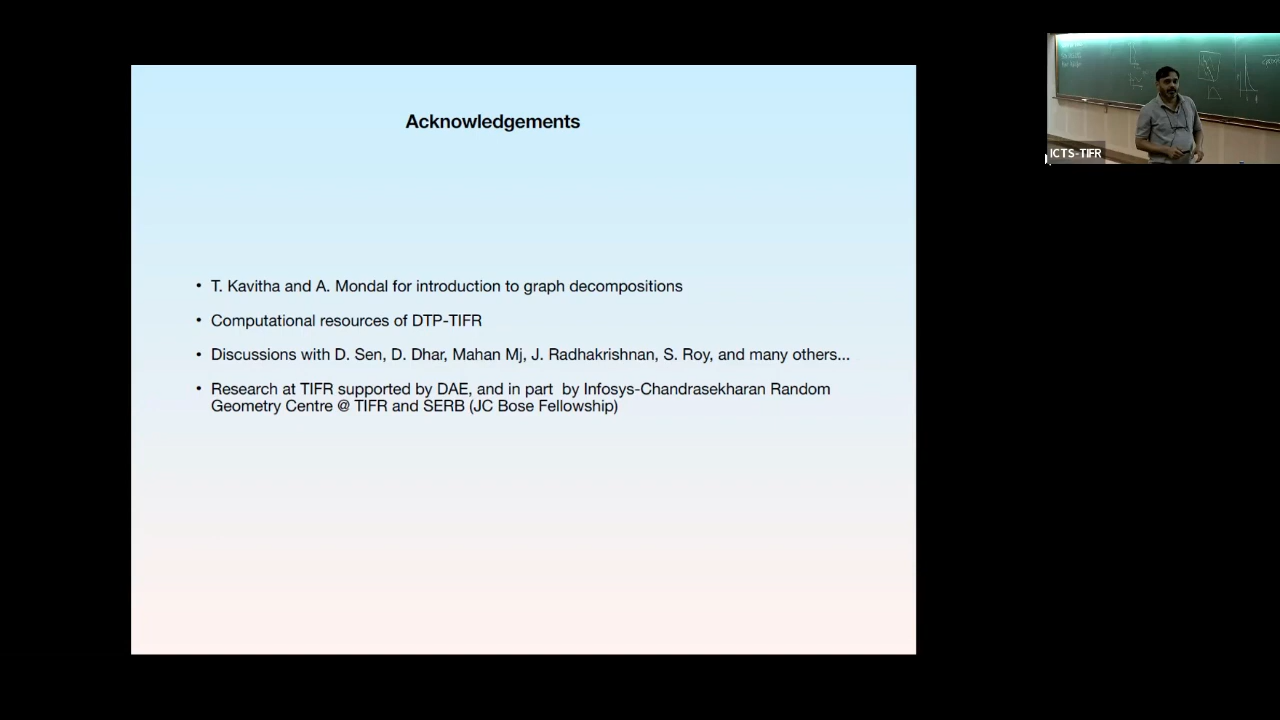 Acknowledgements
• T. Kavitha and A. Mondal for introduction to graph decompositions
• Computational resources of DTP-TIFR
• Discussions with D. Sen, D. Dhar, Mahan Mj, J. Radhakrishnan, S. Roy, and many others...
• Research at TIFR supported by DAE, and in part by Infosys-Chandrasekharan Random
Geometry Centre @ TIFR and SERB (JC Bose Fellowship)
ICTS-TIFR